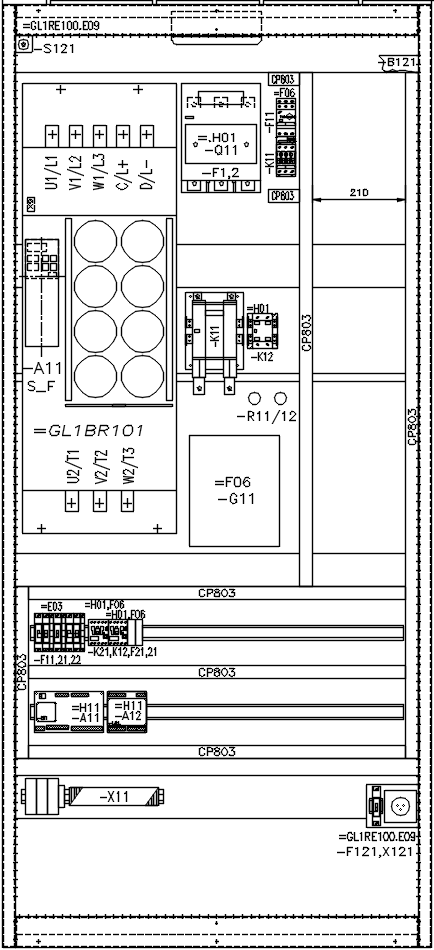 =GL1RE100.E09
-S121
-B121
CP803
=F06
-F11
=.H01
-Q11
-K11
-F1,2
CP803
U1/L1
V1/L2
W1/L3
C/L+
D/L-
210
=H01
-K11
-K12
CP803
-A11
S_F
-R11/12
CP803
=GL1BR101
U2/T1
V2/T2
W2/T3
=F06
-G11
CP803
=E03
=H01,F06
=H01,F06
-F11,21,22
-K21,K12,F21,21
CP803
CP803
=H11
-A11
=H11
-A12
CP803
-X11
=GL1RE100.E09
-F121,X121